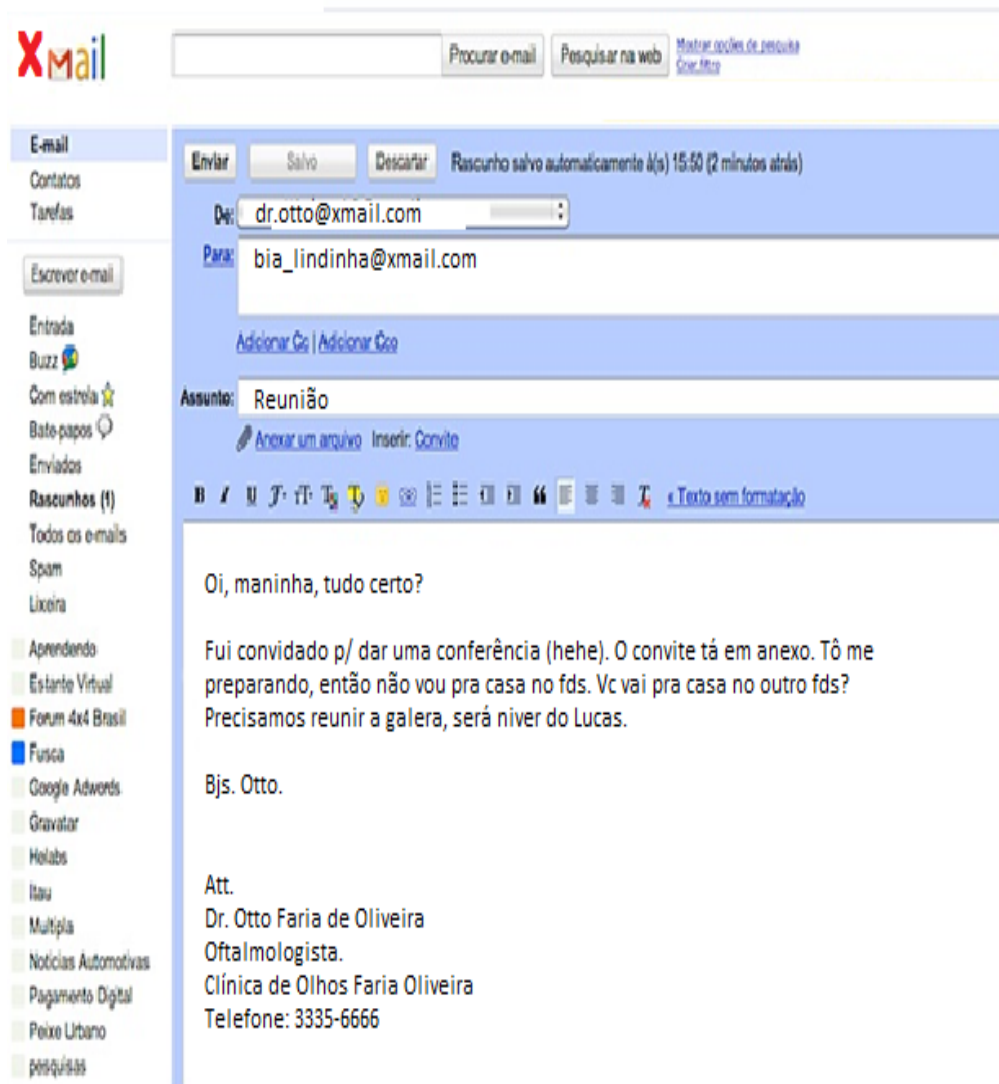 XMail
Procurar e-mail
Pesquisar na web
Mostrar opções de pesquisa
Criar filtro
E-mail
Contatos
Tarefas
Escrever e-mail
Entrada
Buzz
Com estrela
Bate-papos
Enviados
Rascunhos (1)
Todos os e-mails
Spam
Lixeira
Aprendendo
Estante Virtual
Forum 4x4 Brasil
Fusca
Google Adwords
Gravatar
Helabs
Itau
Multipla
Noticias Automotivas
Pagamento Digital
Peixe Urbano
pesquisas
Enviar
Salvo
Descartar
Rascunho salvo automaticamente à(s) 15:50 (2 minutos atrás)
De: dr.otto@xmail.com
Para: bia_lindinha@xmail.com
Adicionar Cc | Adicionar Cco
Assunto: Reunião
Anexar um arquivo Inserir: Convite
« Texto sem formatação
Oi, maninha, tudo certo?
Fui convidado p/ dar uma conferência (hehe). O convite tá em anexo. Tô me
preparando, então não vou pra casa no fds. Vc vai pra casa no outro fds?
Precisamos reunir a galera, será niver do Lucas.
Bjs. Otto.
Att.
Dr. Otto Faria de Oliveira
Oftalmologista.
Clínica de Olhos Faria Oliveira
Telefone: 3335-6666